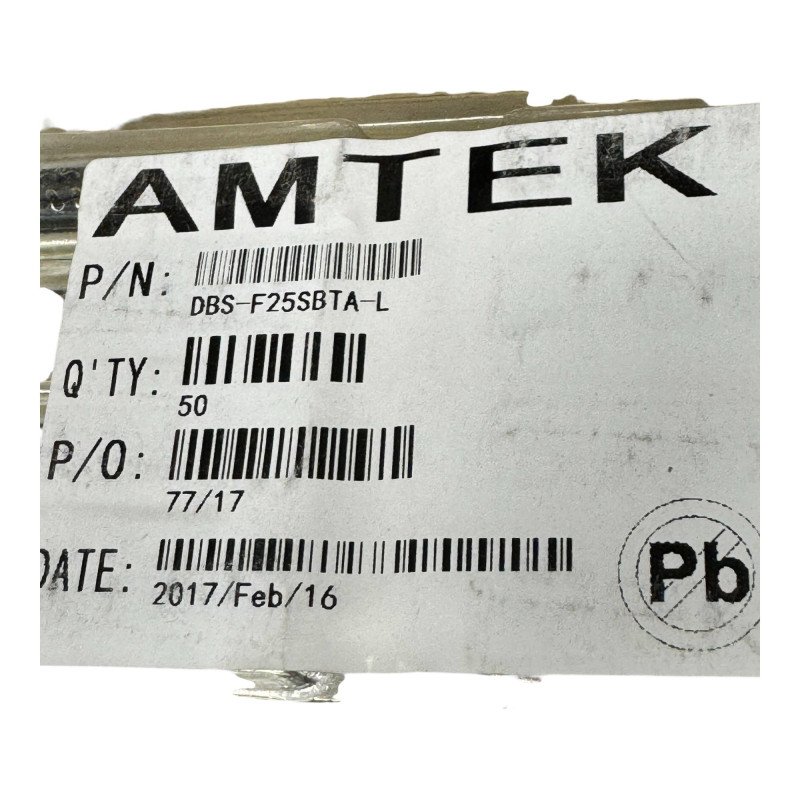 AMTEK
P/N:
DBS-F25SBTA-L
Q'TY:
50
P/O:
77/17
DATE:
2017/Feb/16
Pb